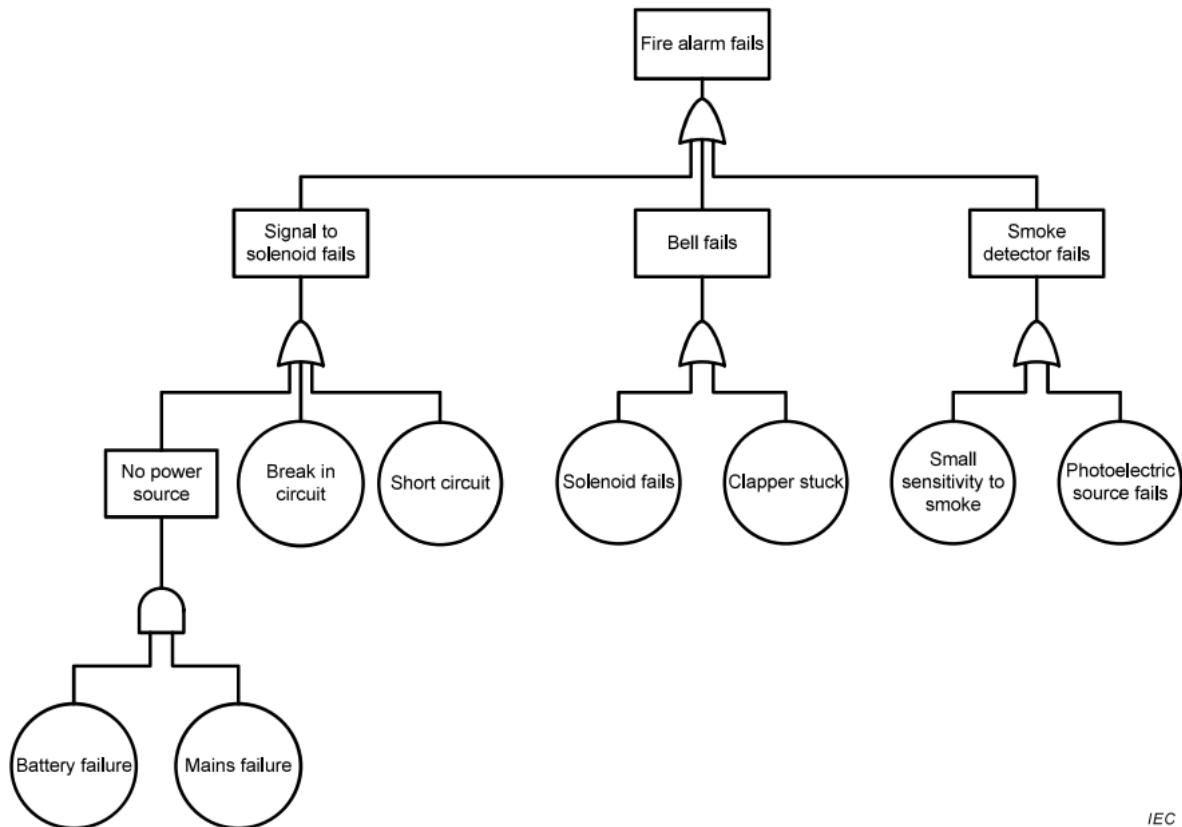 Fire alarm fails
Signal to
solenoid fails
Bell fails
Smoke
detector fails
No power
source
Break in
circuit
Short circuit
Solenoid fails
Clapper stuck
Small
sensitivity to
smoke
Photoelectric
source fails
Battery failure
Mains failure
IEC